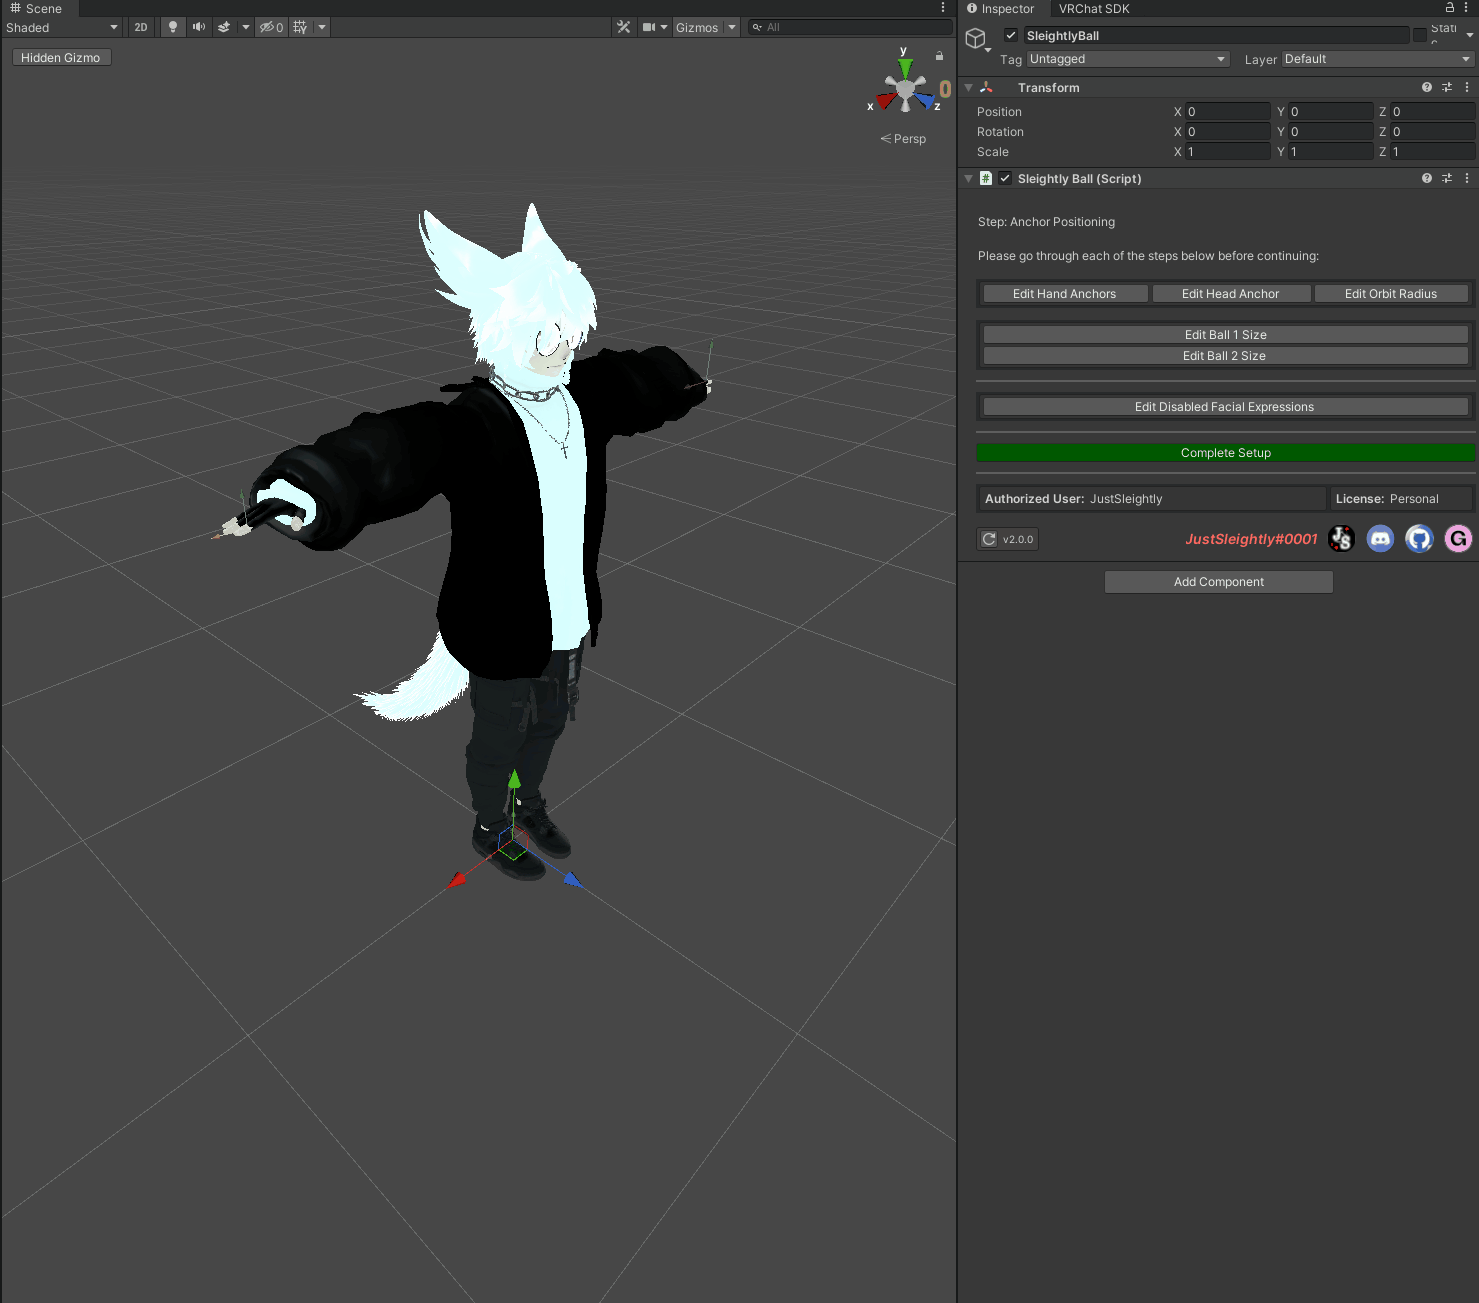 Scene
Shaded
2D
0
Gizmos
All
Hidden Gizmo
y
x
z
Persp
Inspector
VRChat SDK
SleightlyBall
Tag Untagged Layer Default
Transform
Position X 0 Y 0 Z 0
Rotation X 0 Y 0 Z 0
Scale X 1 Y 1 Z 1
# Sleightly Ball (Script)
Step: Anchor Positioning
Please go through each of the steps below before continuing:
Edit Hand Anchors Edit Head Anchor Edit Orbit Radius
Edit Ball 1 Size
Edit Ball 2 Size
Edit Disabled Facial Expressions
Complete Setup
Authorized User: JustSleightly License: Personal
v2.0.0 JustSleightly#0001 JS G
Add Component